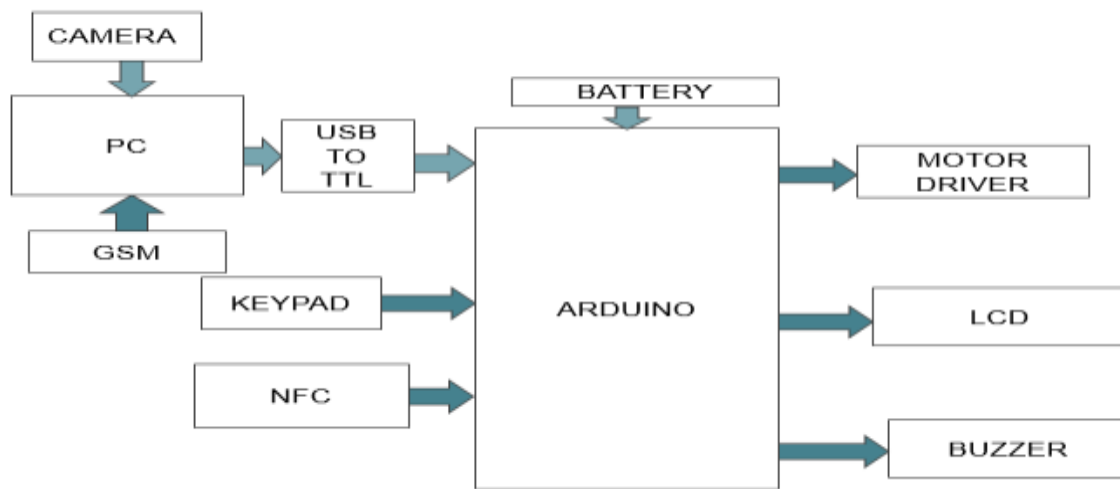 CAMERA
BATTERY
PC
USB
TO
TTL
MOTOR
DRIVER
GSM
KEYPAD
ARDUINO
LCD
NFC
BUZZER